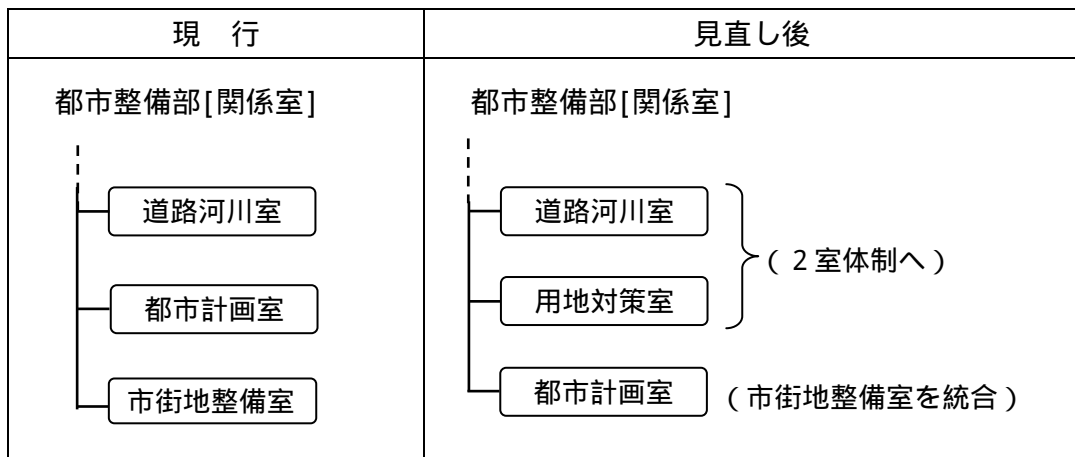 現　行
見直し後
都市整備部[関係室]
道路河川室
都市計画室
市街地整備室
都市整備部[関係室]
道路河川室
用地対策室
（２室体制へ）
都市計画室
（市街地整備室を統合）